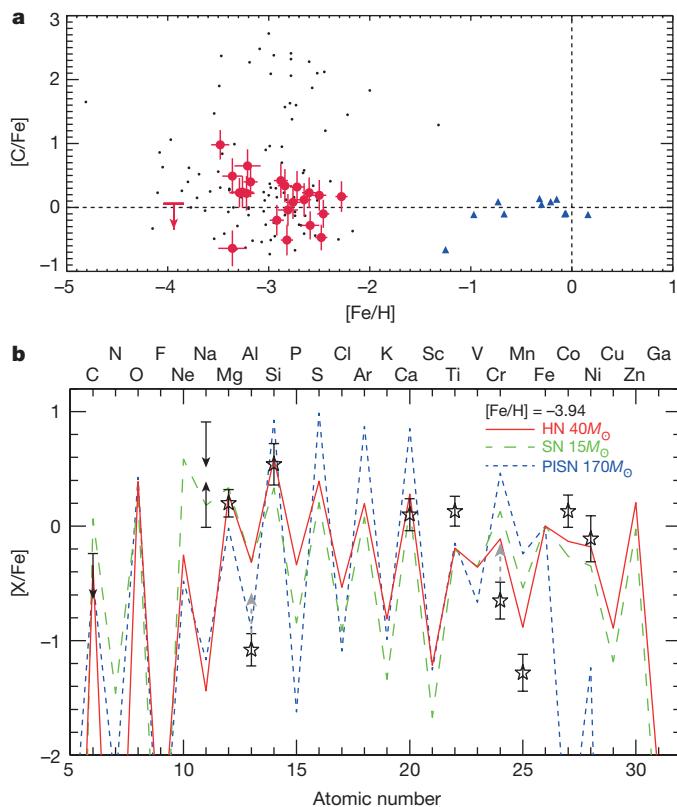 a
3
2
1
0
−1
[C/Fe]
−5 −4 −3 −2 −1 0 1
[Fe/H]
b
N F Na Al P Cl K Sc V Mn Co Cu Ga
C O Ne Mg Si S Ar Ca Ti Cr Fe Ni Zn
1
0
−1
−2
[X/Fe]
[Fe/H] = −3.94
HN 40M⊙
SN 15M⊙
PISN 170M⊙
5 10 15 20 25 30
Atomic number